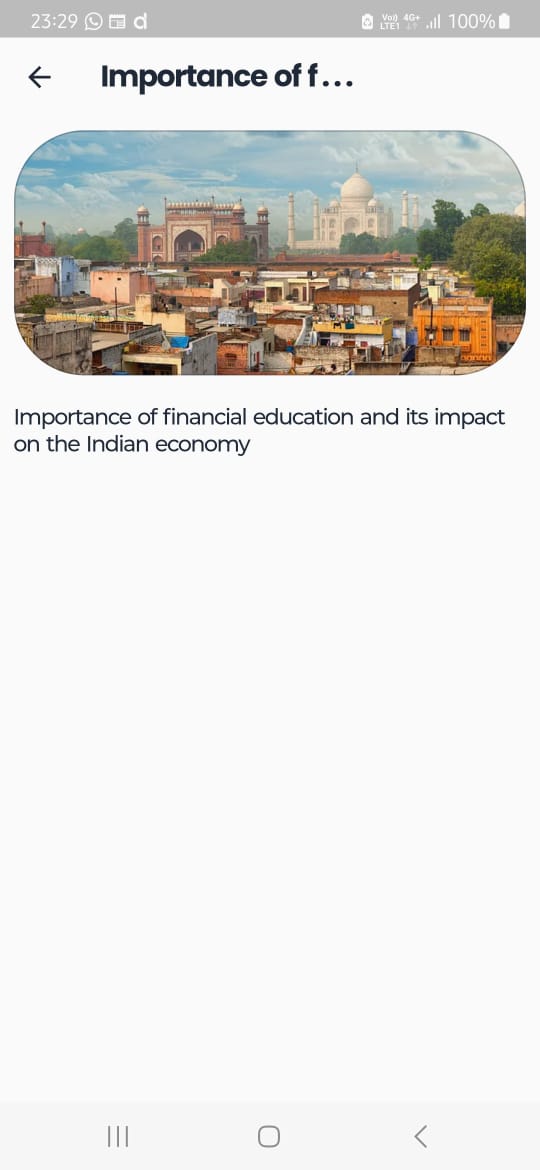 23:29 d Vo)) 4G+ 100%
LTE1
Importance of f...
Importance of financial education and its impact
on the Indian economy